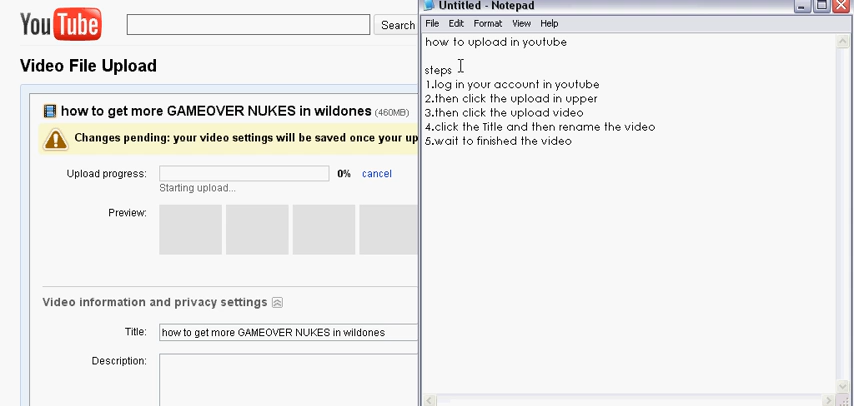 YouTube
Search
Video File Upload
how to get more GAMEOVER NUKES in wildones (460MB)
Changes pending: your video settings will be saved once your up
Upload progress:
0%
cancel
Starting upload...
Preview:
Video information and privacy settings
Title:
how to get more GAMEOVER NUKES in wildones
Description:
Untitled - Notepad
File Edit Format View Help
how to upload in youtube
steps
1.log in your account in youtube
2.then click the upload in upper
3.then click the upload video
4.click the Title and then rename the video
5.wait to finished the video